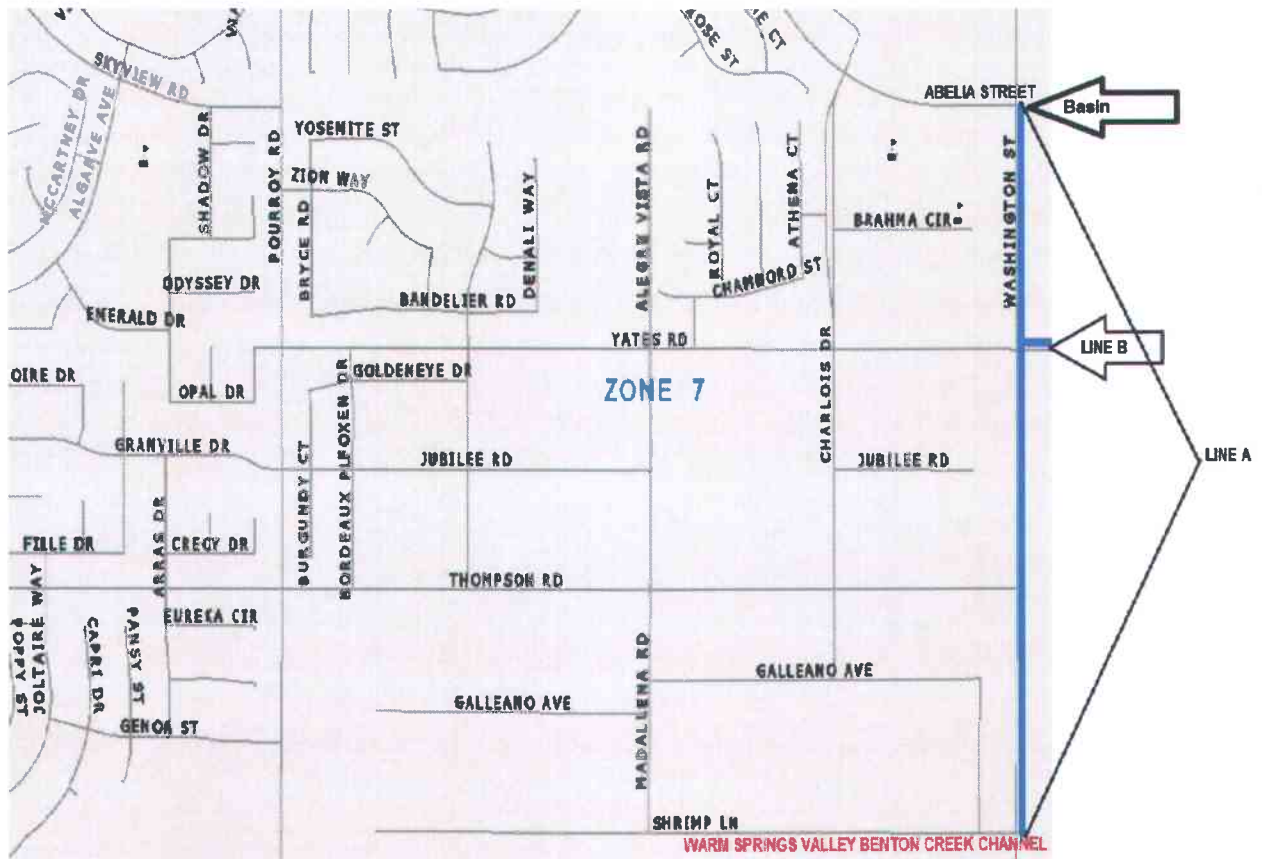 SKYVIEW RD
MCCARTNEY DR
ALGARVE AVE
SHADOW DR
POURROY RD
YOSEMITE ST
ZION WAY
BRYCE RD
DENALI WAY
BANDELIER RD
ALEGRE VISTA RD
ROYAL CT
ATHENA CT
CHAMBORD ST
ABELIA STREET
Basin
WASHINGTON ST
BRAHMA CIR
ODYSSEY DR
EMERALD DR
YATES RD
LINE B
OIRE DR
OPAL DR
GOLDENEYE DR
ZONE 7
CHARLOIS DR
GRANVILLE DR
JUBILEE RD
JUBILEE RD
LINE A
BURGUNDY CT
BORDEAUX PL
FOXEN DR
ARRAS DR
FILLE DR
CRECY DR
THOMPSON RD
EUREKA CIR
POPPY ST
CAPRI DR
PANSY ST
GENOA ST
GALLEANO AVE
GALLEANO AVE
MADALLENA RD
SHRIMP LN
WARM SPRINGS VALLEY BENTON CREEK CHANNEL